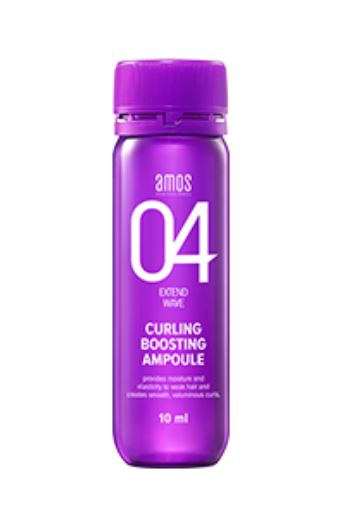 amos
04
EXTEND
WAVE
CURLING
BOOSTING
AMPOULE
provides moisture and
elasticity to weak hair and
creates smooth, voluminous curls.
10 ml